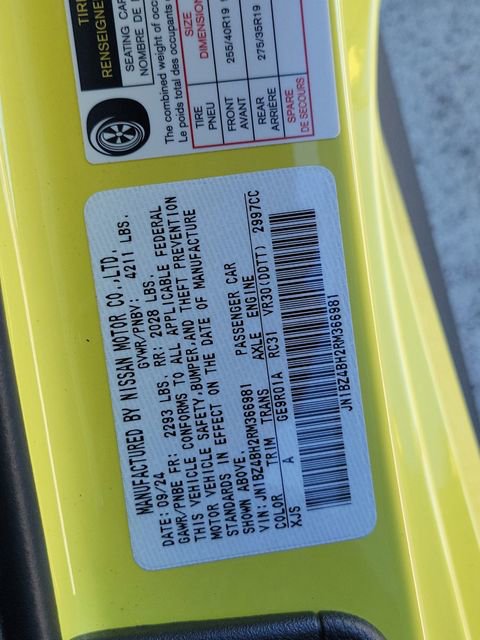 TIRE
RENSEIGNE
SEATING CAP
NOMBRE DE
The combined weight of occup
Le poids total des occupants
SIZE
DIMENSION
TIRE
PNEU
FRONT
AVANT
255/40R19
REAR
ARRIÈRE
275/35R19
SPARE
DE SECOURS
MANUFACTURED BY NISSAN MOTOR CO.,LTD.
DATE: 09/24 GVWR/PNBV: 4211 LBS.
GAWR/PNBE FR: 2293 LBS. RR: 2028 LBS.
THIS VEHICLE CONFORMS TO ALL APPLICABLE FEDERAL
MOTOR VEHICLE SAFETY,BUMPER,AND THEFT PREVENTION
STANDARDS IN EFFECT ON THE DATE OF MANUFACTURE
SHOWN ABOVE.
VIN: JN1BZ4BH2RM366981 PASSENGER CAR
COLOR TRIM TRANS AXLE ENGINE
XJS A GE9R01A RC31 VR30(DDTT) 2997CC
JN1BZ4BH2RM366981